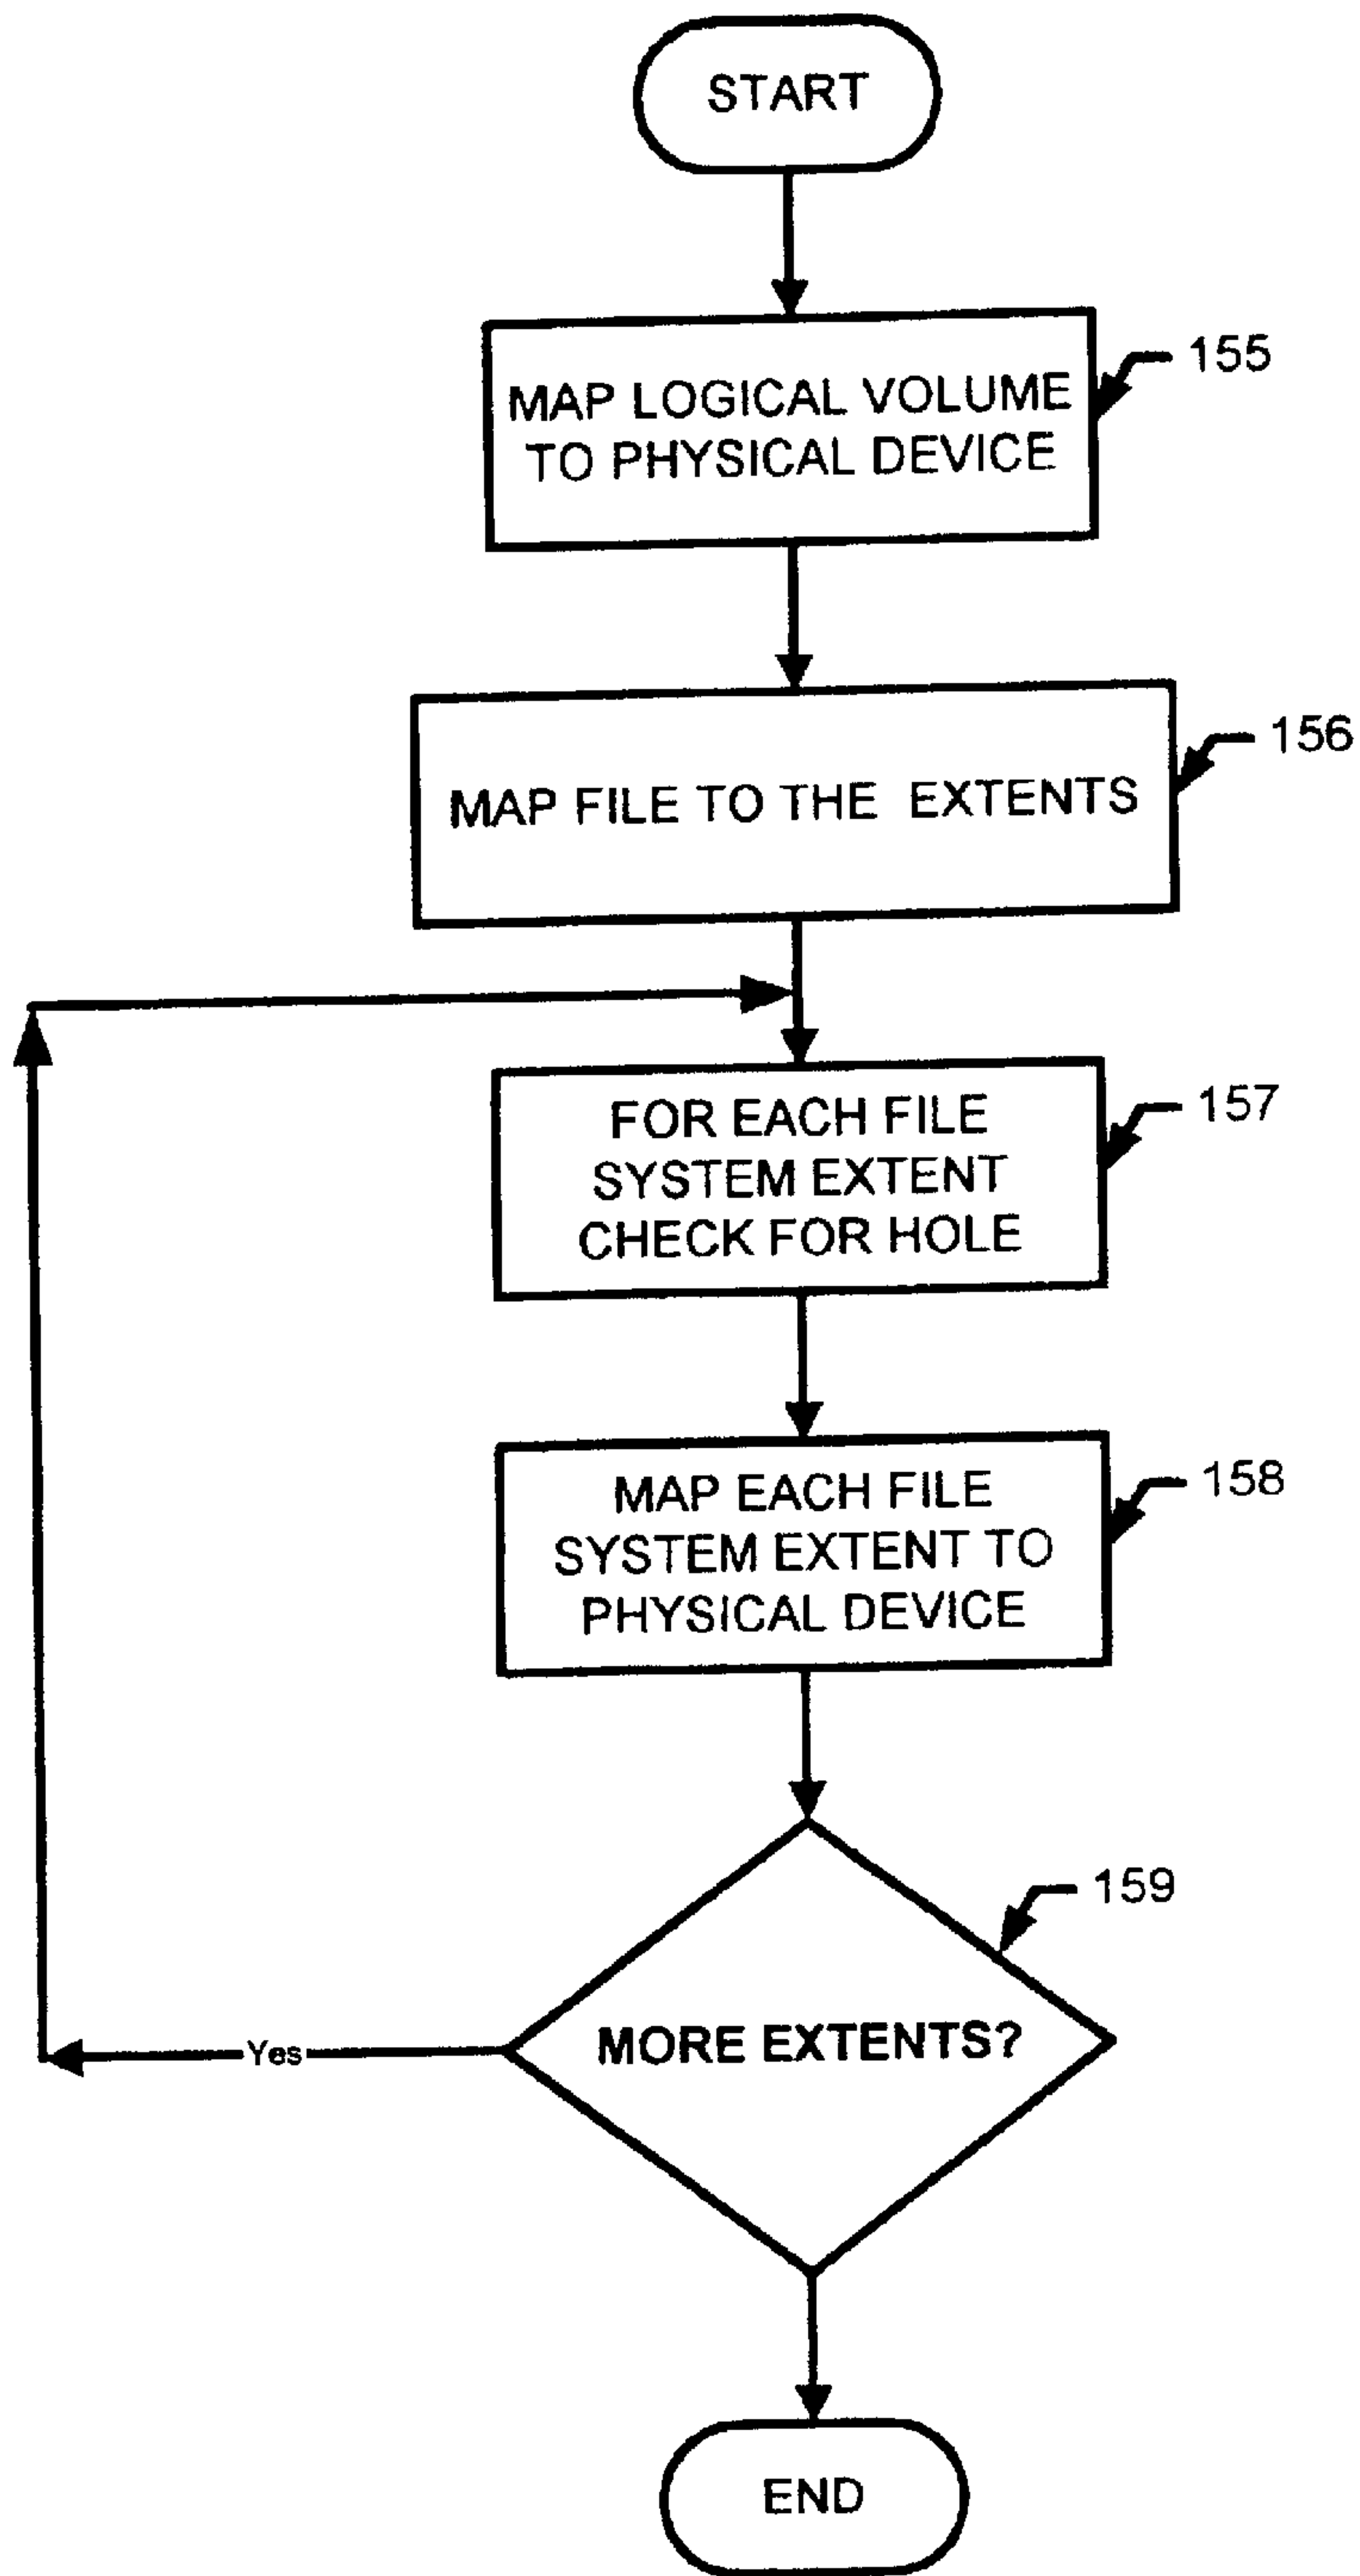 START
MAP LOGICAL VOLUME
TO PHYSICAL DEVICE
155
MAP FILE TO THE EXTENTS
156
FOR EACH FILE
SYSTEM EXTENT
CHECK FOR HOLE
157
MAP EACH FILE
SYSTEM EXTENT TO
PHYSICAL DEVICE
158
MORE EXTENTS?
159
Yes
END